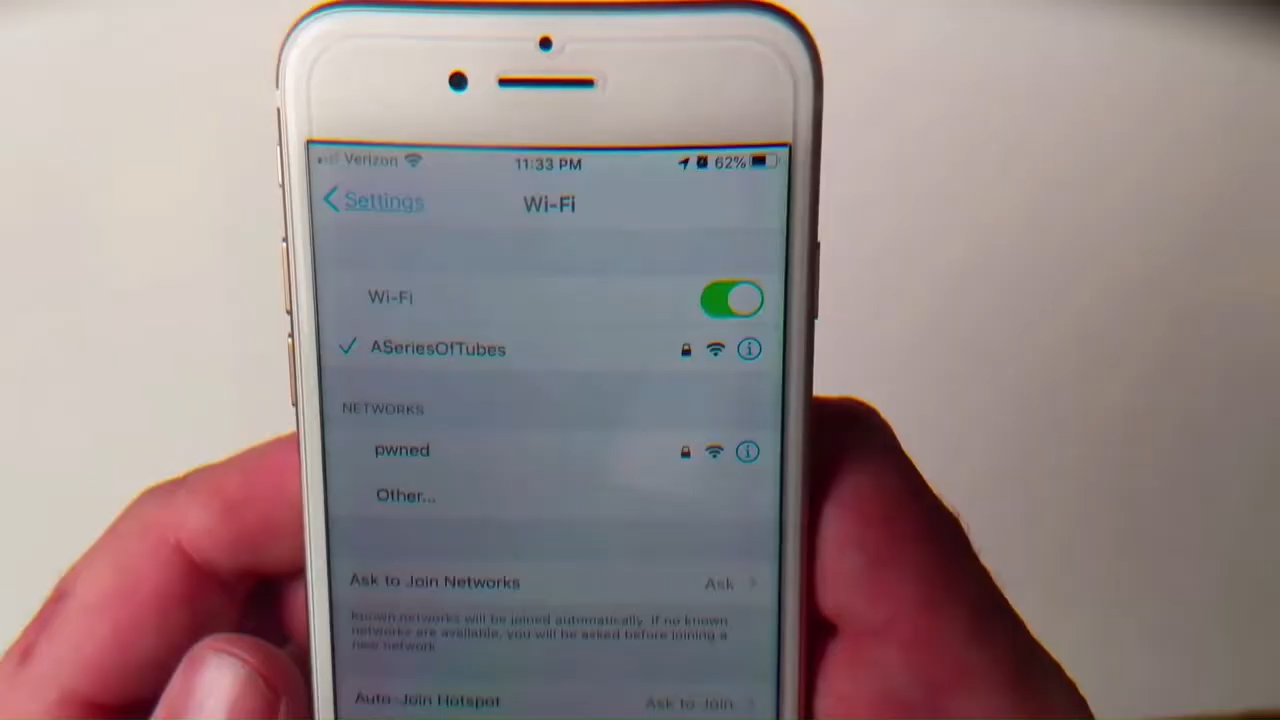 Verizon 11:33 PM 62%
Settings Wi-Fi
Wi-Fi
ASeriesOfTubes
NETWORKS
pwned
Other...
Ask to Join Networks Ask
Known networks will be joined automatically. If no known
networks are available, you will be asked before joining a
new network.
Auto-Join Hotspot Ask to Join